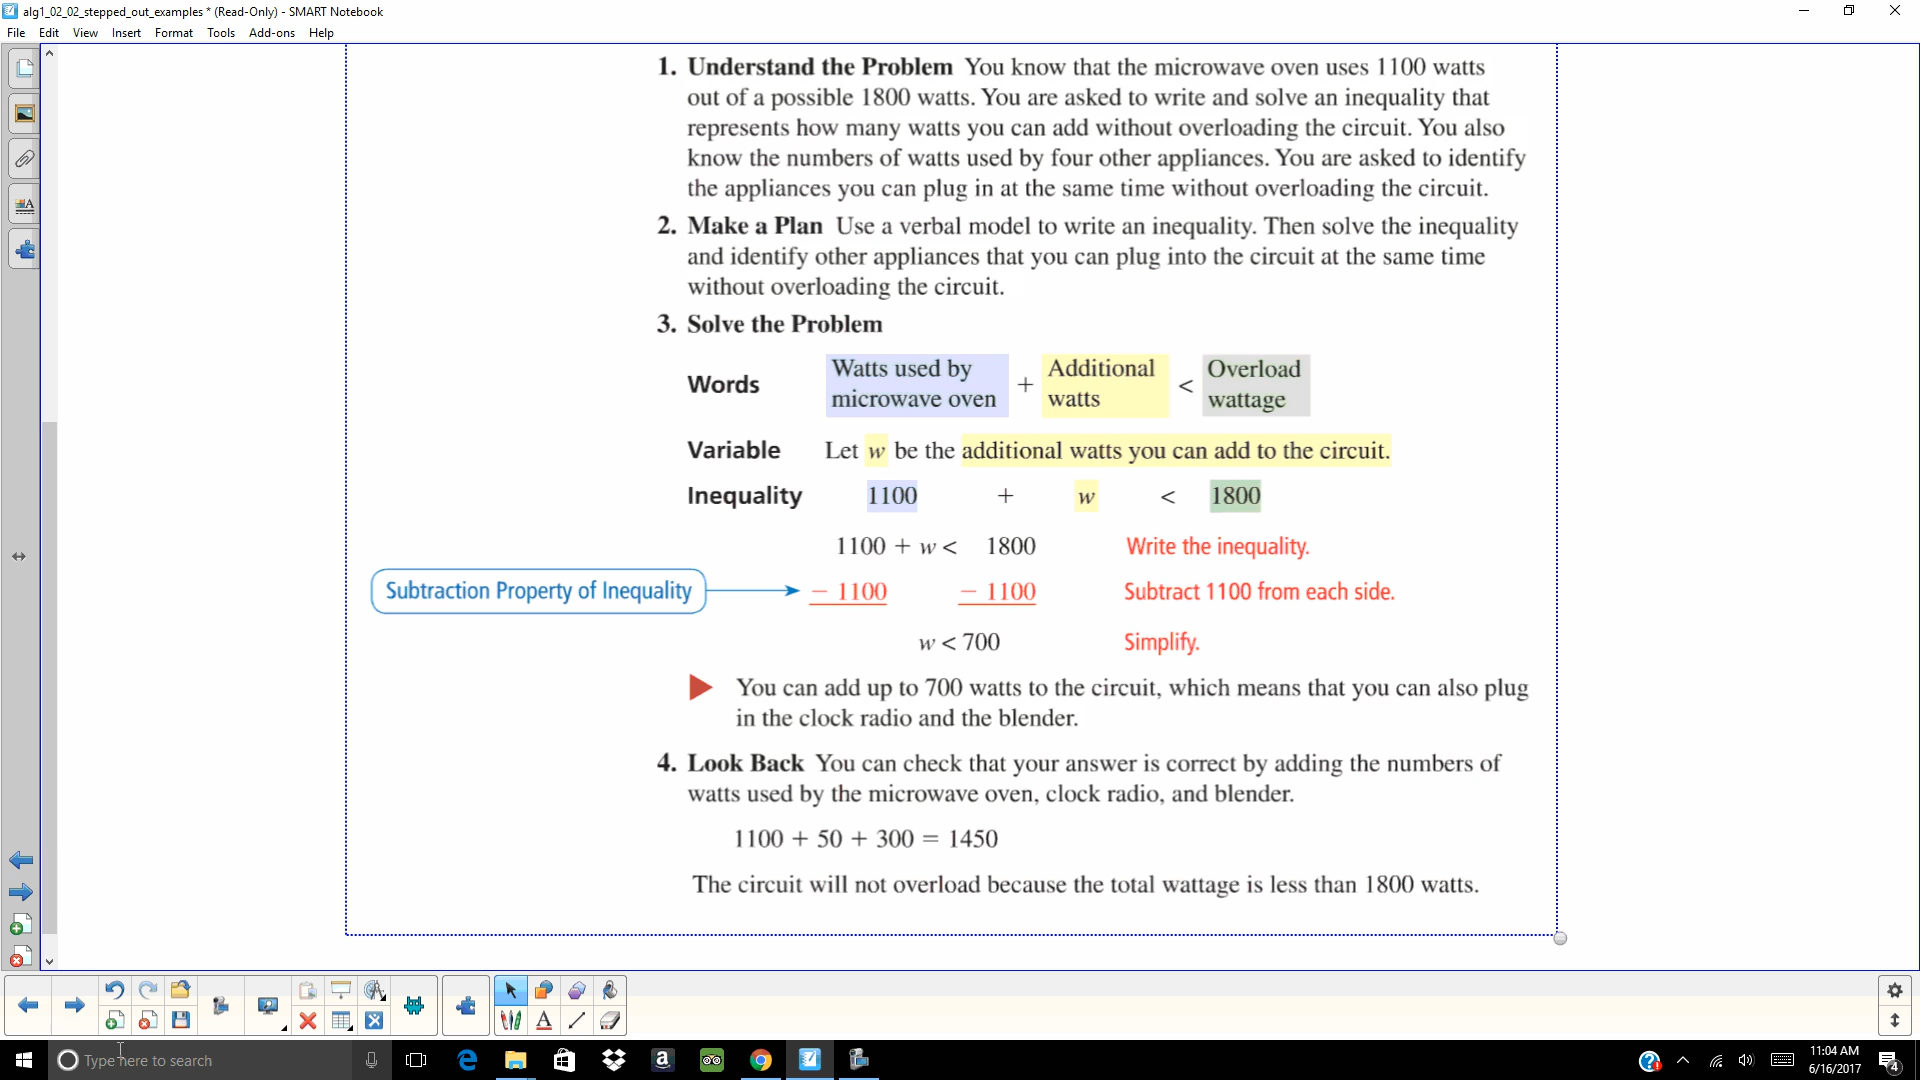 alg1_02_02_stepped_out_examples * (Read-Only) - SMART Notebook
File Edit View Insert Format Tools Add-ons Help
1. Understand the Problem You know that the microwave oven uses 1100 watts
out of a possible 1800 watts. You are asked to write and solve an inequality that
represents how many watts you can add without overloading the circuit. You also
know the numbers of watts used by four other appliances. You are asked to identify
the appliances you can plug in at the same time without overloading the circuit.
2. Make a Plan Use a verbal model to write an inequality. Then solve the inequality
and identify other appliances that you can plug into the circuit at the same time
without overloading the circuit.
3. Solve the Problem
Words Watts used by microwave oven + Additional watts < Overload wattage
Variable Let w be the additional watts you can add to the circuit.
Inequality 1100 + w < 1800
1100 + w < 1800 Write the inequality.
Subtraction Property of Inequality − 1100 − 1100 Subtract 1100 from each side.
w < 700 Simplify.
You can add up to 700 watts to the circuit, which means that you can also plug
in the clock radio and the blender.
4. Look Back You can check that your answer is correct by adding the numbers of
watts used by the microwave oven, clock radio, and blender.
1100 + 50 + 300 = 1450
The circuit will not overload because the total wattage is less than 1800 watts.
Type here to search
11:04 AM
6/16/2017
4